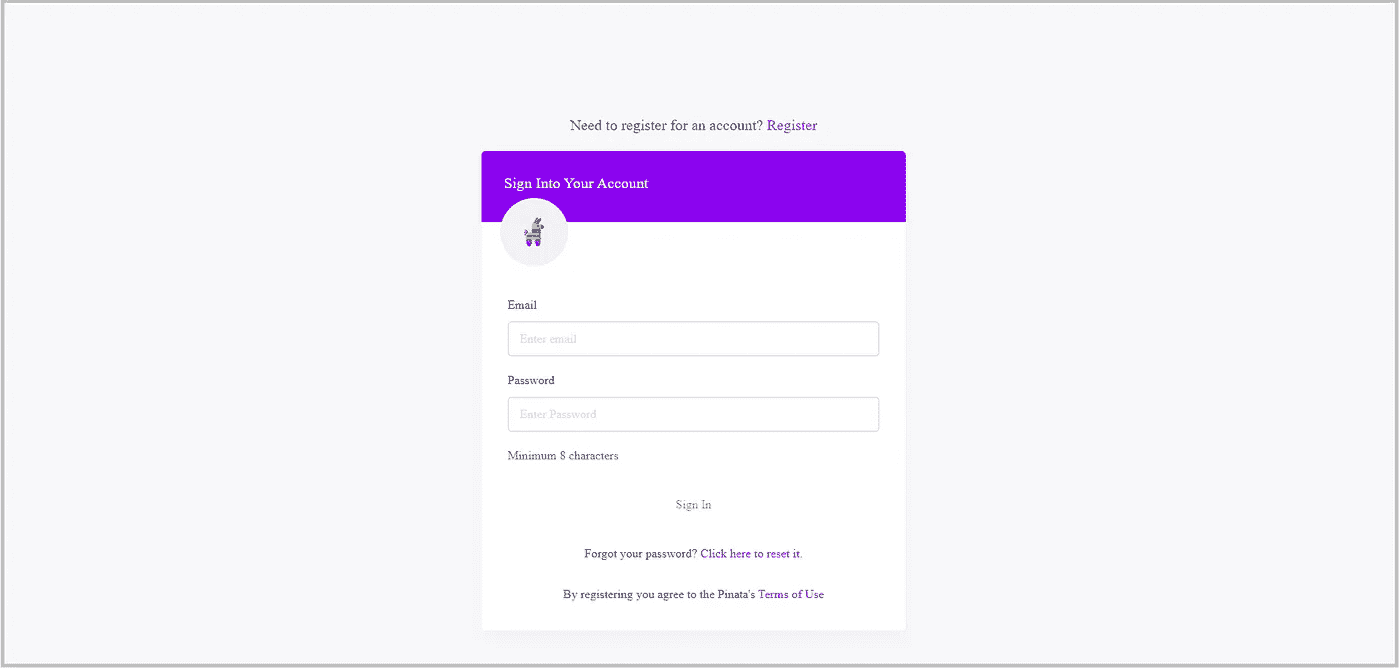 Need to register for an account? Register
Sign Into Your Account
Email
Enter email
Password
Enter Password
Minimum 8 characters
Sign In
Forgot your password? Click here to reset it.
By registering you agree to the Pinata's Terms of Use